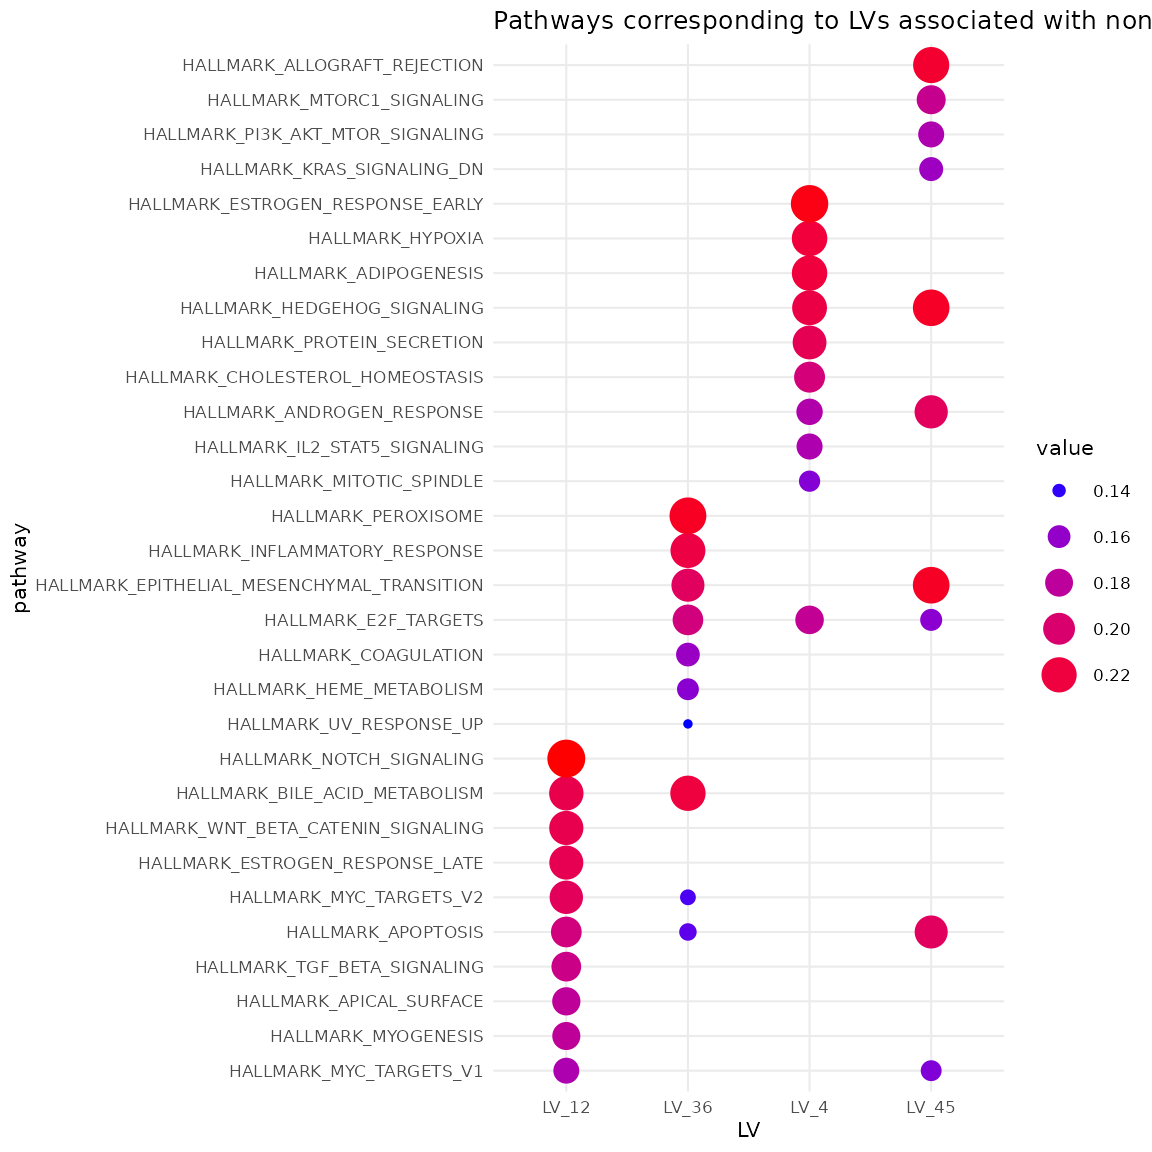 Pathways corresponding to LVs associated with non
HALLMARK_ALLOGRAFT_REJECTION
HALLMARK_MTORC1_SIGNALING
HALLMARK_PI3K_AKT_MTOR_SIGNALING
HALLMARK_KRAS_SIGNALING_DN
HALLMARK_ESTROGEN_RESPONSE_EARLY
HALLMARK_HYPOXIA
HALLMARK_ADIPOGENESIS
HALLMARK_HEDGEHOG_SIGNALING
HALLMARK_PROTEIN_SECRETION
HALLMARK_CHOLESTEROL_HOMEOSTASIS
HALLMARK_ANDROGEN_RESPONSE
HALLMARK_IL2_STAT5_SIGNALING
HALLMARK_MITOTIC_SPINDLE
HALLMARK_PEROXISOME
HALLMARK_INFLAMMATORY_RESPONSE
HALLMARK_EPITHELIAL_MESENCHYMAL_TRANSITION
HALLMARK_E2F_TARGETS
HALLMARK_COAGULATION
HALLMARK_HEME_METABOLISM
HALLMARK_UV_RESPONSE_UP
HALLMARK_NOTCH_SIGNALING
HALLMARK_BILE_ACID_METABOLISM
HALLMARK_WNT_BETA_CATENIN_SIGNALING
HALLMARK_ESTROGEN_RESPONSE_LATE
HALLMARK_MYC_TARGETS_V2
HALLMARK_APOPTOSIS
HALLMARK_TGF_BETA_SIGNALING
HALLMARK_APICAL_SURFACE
HALLMARK_MYOGENESIS
HALLMARK_MYC_TARGETS_V1
pathway
LV_12 LV_36 LV_4 LV_45
LV
value
0.14
0.16
0.18
0.20
0.22